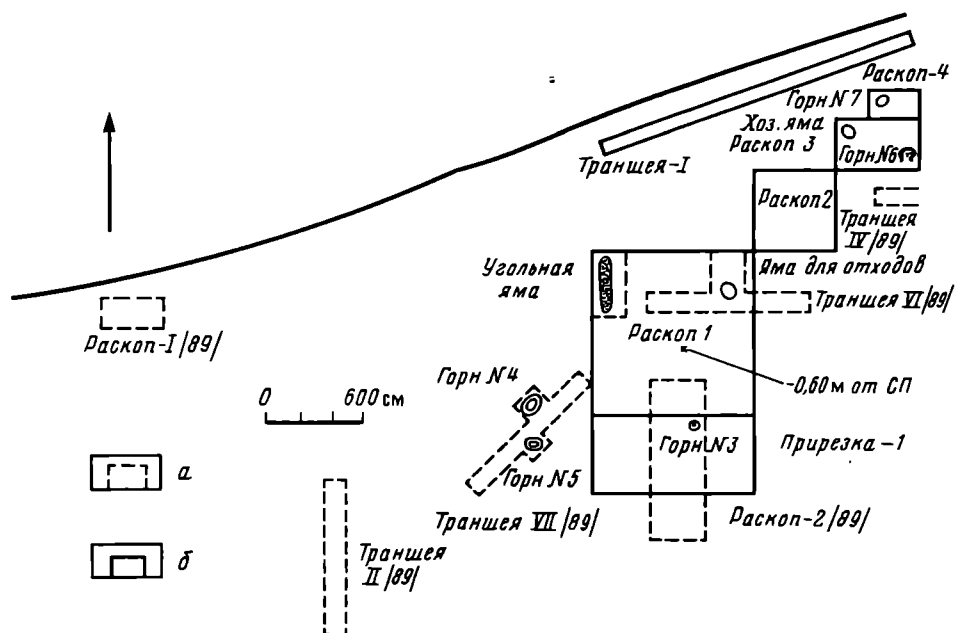 Раскоп-4
Горн N7
Хоз. яма
Раскоп 3
Горн N6
Траншея-I
Раскоп 2
Траншея
IV/89/
Угольная
яма
Яма для отходов
Траншея VI/89/
Раскоп-I/89/
Раскоп 1
-0,60 м от СП
Горн N4
0 600 см
Горн N3
Прирезка-1
Горн N5
а
Траншея VII/89/
Раскоп-2/89/
Траншея
II/89/
б